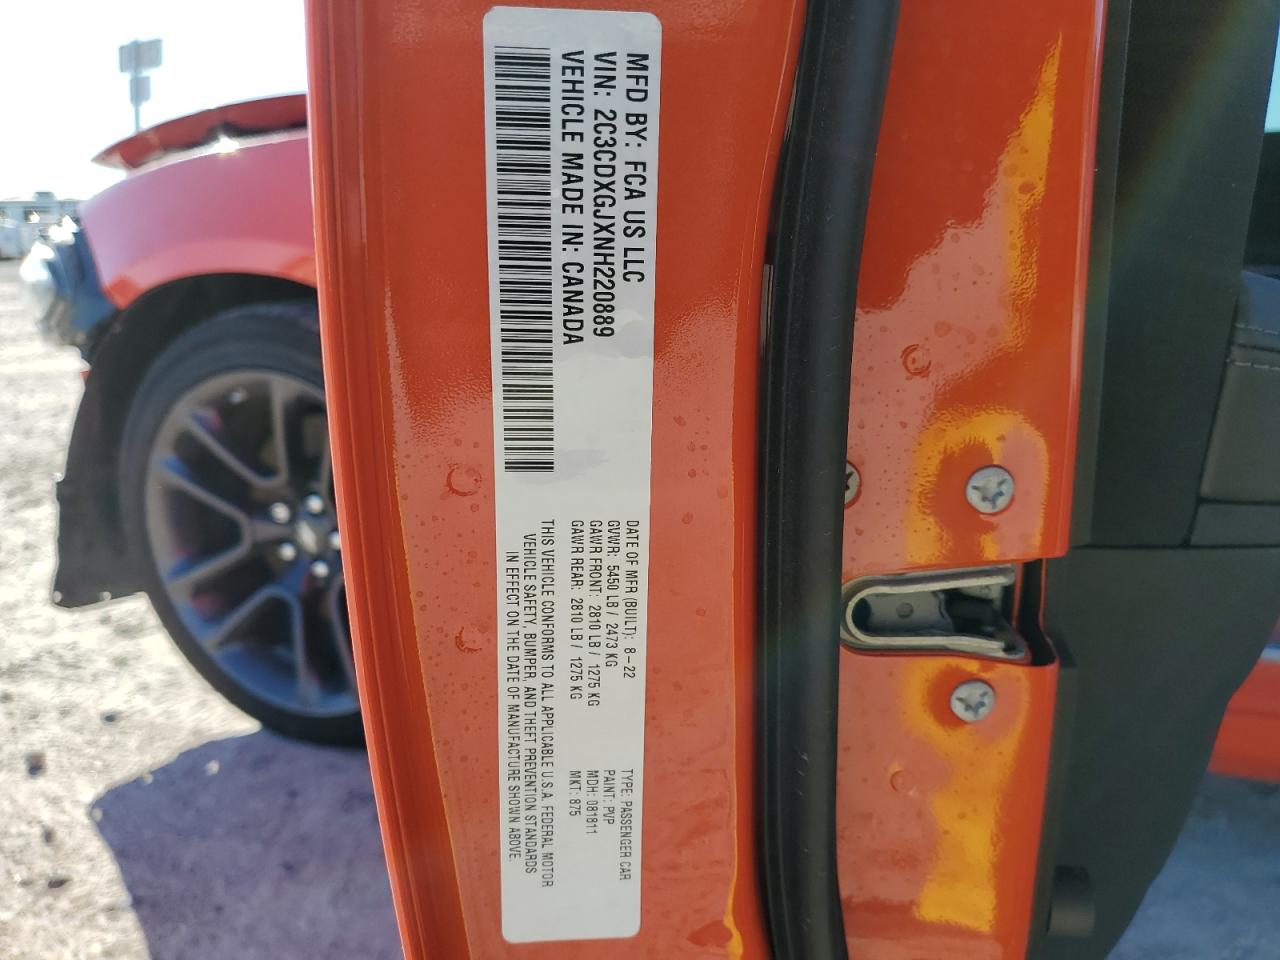 MFD BY: FCA US LLC
VIN: 2C3CDXGJXNH220889
VEHICLE MADE IN: CANADA
DATE OF MFR (BUILT): 8-22
GVWR: 5450 LB / 2473 KG
GAWR FRONT: 2810 LB / 1275 KG
GAWR REAR: 2810 LB / 1275 KG
THIS VEHICLE CONFORMS TO ALL APPLICABLE U.S.A. FEDERAL MOTOR
VEHICLE SAFETY, BUMPER, AND THEFT PREVENTION STANDARDS
IN EFFECT ON THE DATE OF MANUFACTURE SHOWN ABOVE.
TYPE: PASSENGER CAR
PAINT: PVP
MDH: 081811
MKT: 875